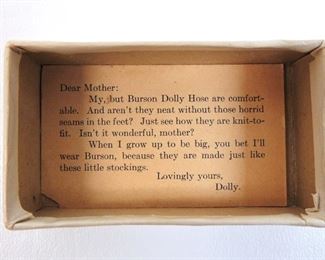 Dear Mother:
My, but Burson Dolly Hose are comfort-
able. And aren't they neat without those horrid
seams in the feet? Just see how they are knit-to-
fit. Isn't it wonderful, mother?
When I grow up to be big, you bet I'll
wear Burson, because they are made just like
these little stockings.
Lovingly yours,
Dolly.